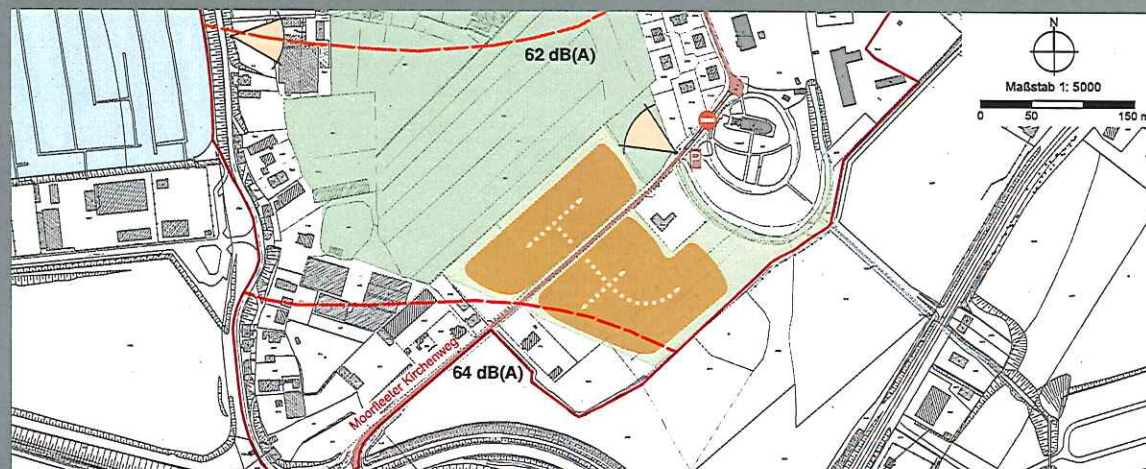 62 dB(A)
N
Maßstab 1: 5000
0 50 150 m
P
Moorfleeter Kirchenweg
64 dB(A)